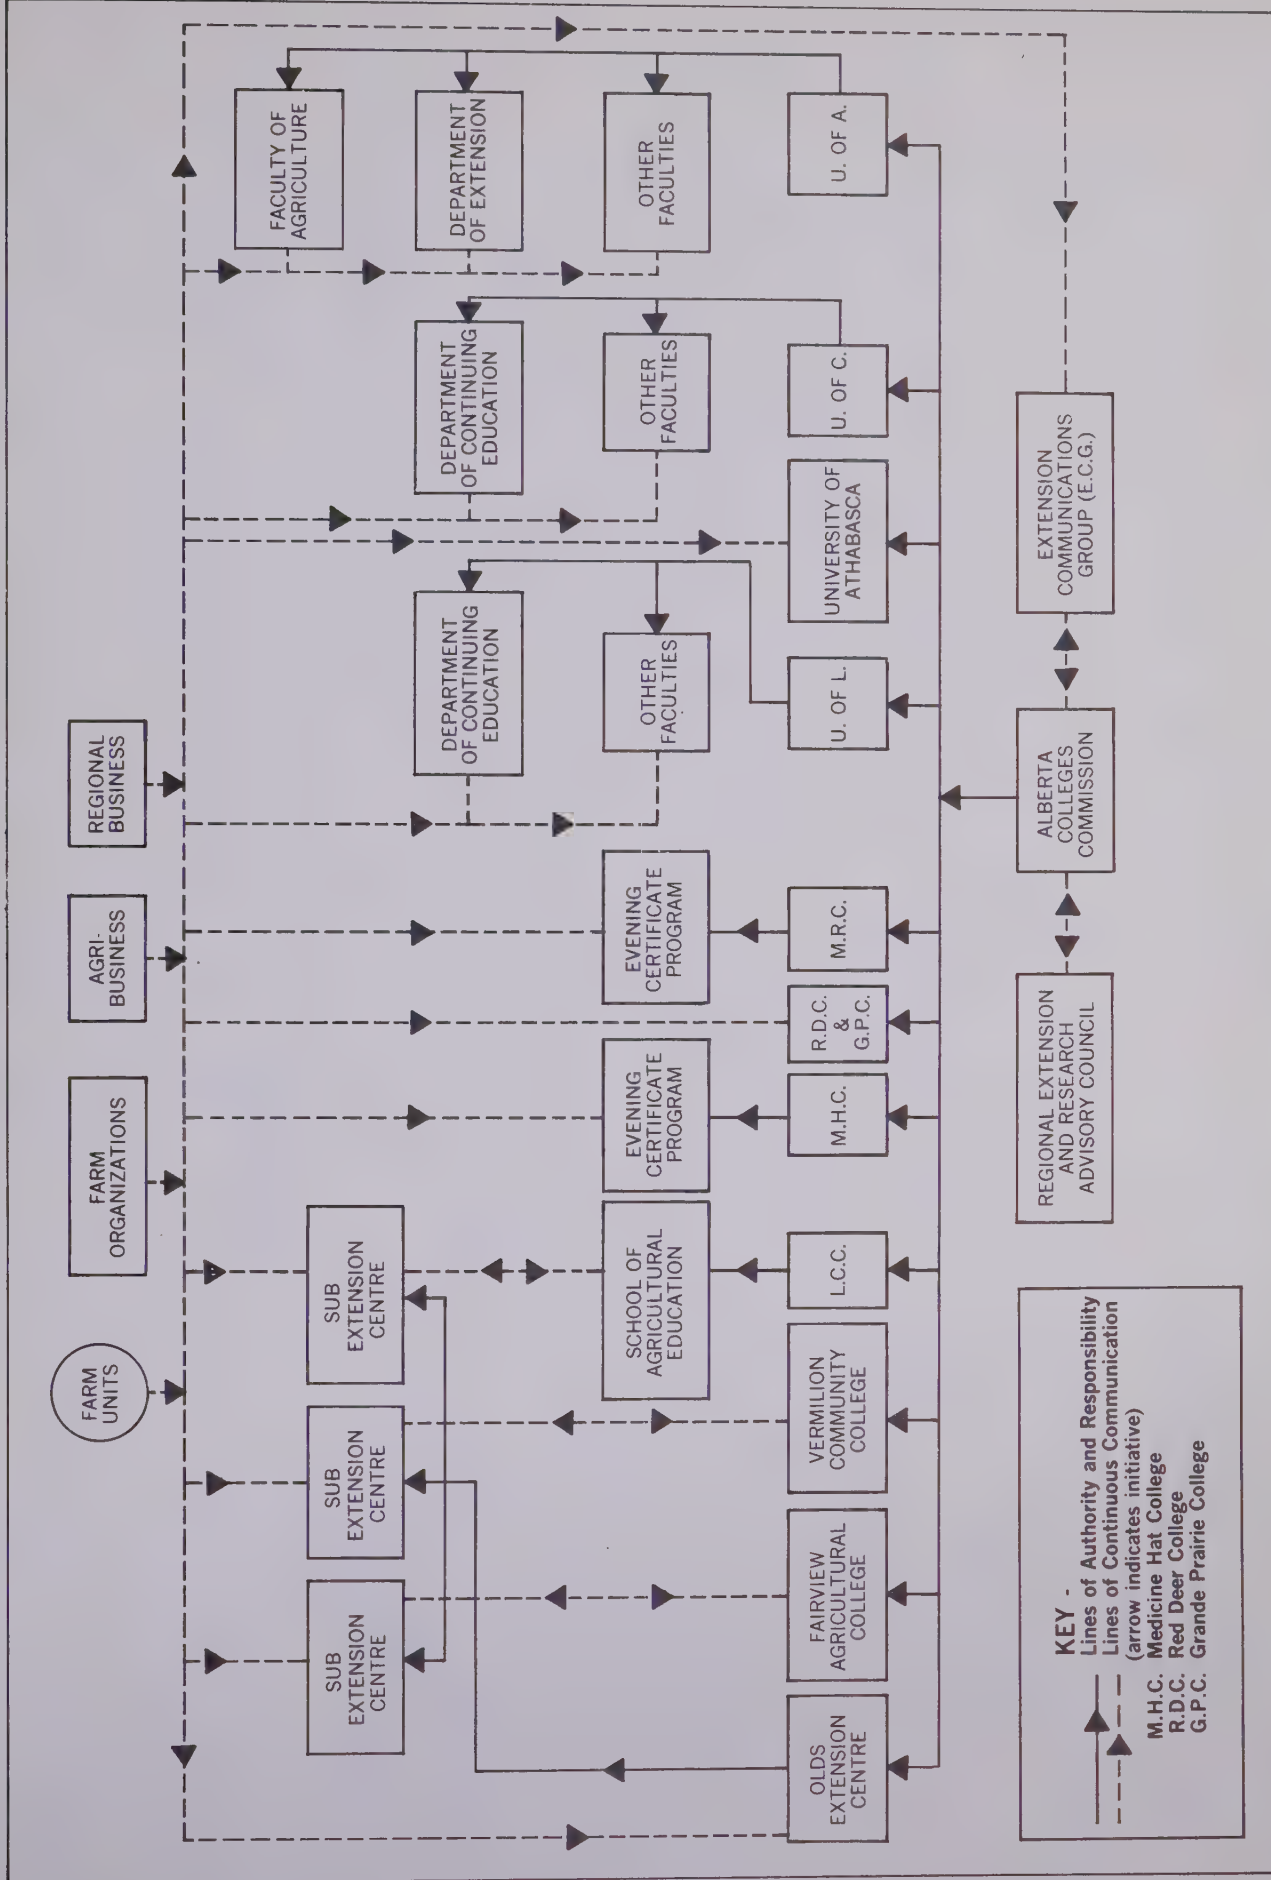 FARM
UNITS
FARM
ORGANIZATIONS
AGRI-
BUSINESS
REGIONAL
BUSINESS
SUB
EXTENSION
CENTRE
SUB
EXTENSION
CENTRE
SUB
EXTENSION
CENTRE
FACULTY OF
AGRICULTURE
DEPARTMENT
OF CONTINUING
EDUCATION
DEPARTMENT
OF CONTINUING
EDUCATION
DEPARTMENT
OF EXTENSION
SCHOOL OF
AGRICULTURAL
EDUCATION
EVENING
CERTIFICATE
PROGRAM
EVENING
CERTIFICATE
PROGRAM
OTHER
FACULTIES
OTHER
FACULTIES
OTHER
FACULTIES
OLDS
EXTENSION
CENTRE
FAIRVIEW
AGRICULTURAL
COLLEGE
VERMILION
COMMUNITY
COLLEGE
L.C.C.
M.H.C.
R.D.C.
&
G.P.C.
M.R.C.
U. OF L.
UNIVERSITY OF
ATHABASCA
U. OF C.
U. OF A.
REGIONAL EXTENSION
AND RESEARCH
ADVISORY COUNCIL
ALBERTA
COLLEGES
COMMISSION
EXTENSION
COMMUNICATIONS
GROUP (E.C.G.)
KEY -
Lines of Authority and Responsibility
Lines of Continuous Communication
(arrow indicates initiative)
M.H.C. Medicine Hat College
R.D.C. Red Deer College
G.P.C. Grande Prairie College